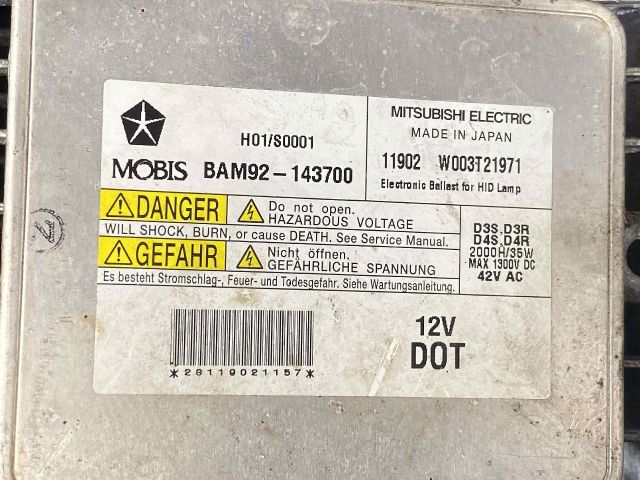 H01/S0001
MOBIS BAM92-143700
MITSUBISHI ELECTRIC
MADE IN JAPAN
11902 W003T21971
Electronic Ballast for HID Lamp
DANGER
Do not open.
HAZARDOUS VOLTAGE
WILL SHOCK, BURN, or cause DEATH. See Service Manual.
GEFAHR
Nicht öffnen.
GEFÄHRLICHE SPANNUNG
Es besteht Stromschlag-, Feuer- und Todesgefahr. Siehe Wartungsanleitung.
D3S,D3R
D4S,D4R
2000H/35W
MAX 1300V DC
42V AC
*28119021157*
12V
DOT